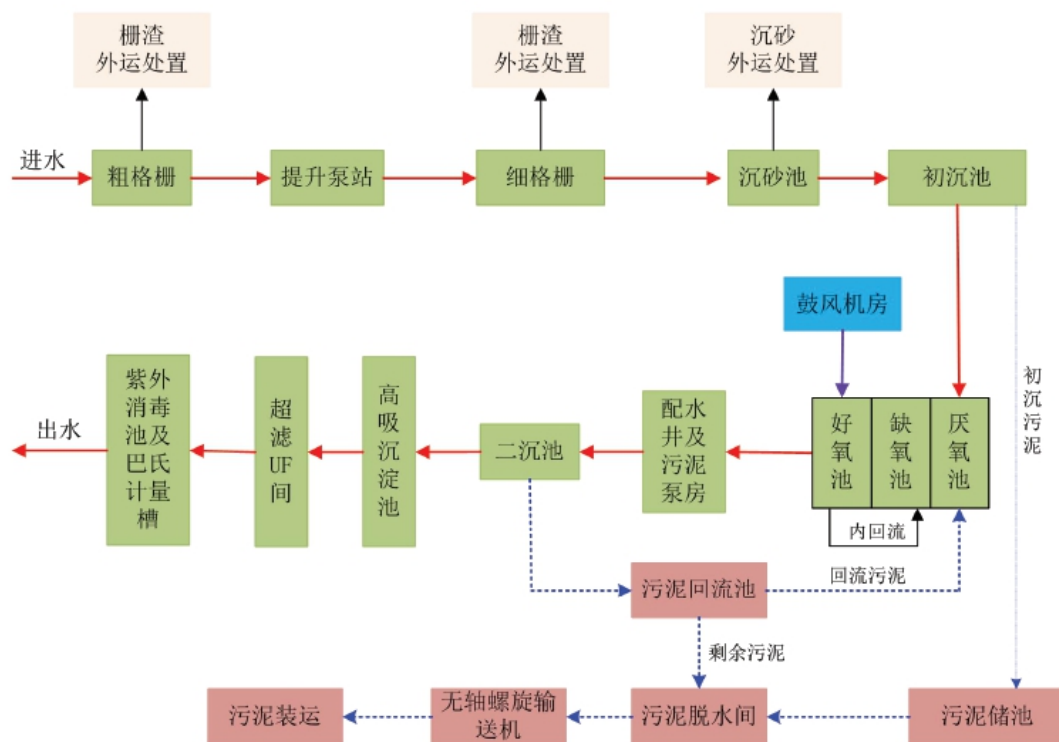 栅渣
外运处置
栅渣
外运处置
沉砂
外运处置
进水
粗格栅
提升泵站
细格栅
沉砂池
初沉池
鼓风机房
初沉污泥
出水
紫外
消毒
池及
巴氏
计量
槽
超滤
UF
间
高吸沉淀池
二沉池
配水
井及
污泥
泵房
好氧池
缺氧池
厌氧池
内回流
污泥回流池
回流污泥
剩余污泥
污泥装运
无轴螺旋输
送机
污泥脱水间
污泥储池